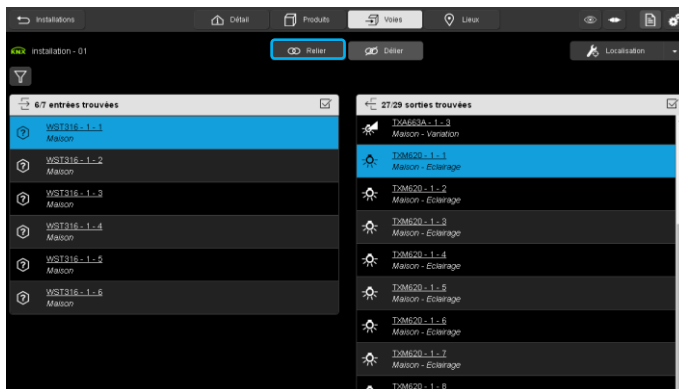 Installations
Détail
Produits
Voies
Lieux
KNX installation - 01
Relier
Délier
Localisation
6/7 entrées trouvées
WST316 - 1 - 1
Maison
WST316 - 1 - 2
Maison
WST316 - 1 - 3
Maison
WST316 - 1 - 4
Maison
WST316 - 1 - 5
Maison
WST316 - 1 - 6
Maison
27/29 sorties trouvées
TXA663A - 1 - 3
Maison - Variation
TXM620 - 1 - 1
Maison - Eclairage
TXM620 - 1 - 2
Maison - Eclairage
TXM620 - 1 - 3
Maison - Eclairage
TXM620 - 1 - 4
Maison - Eclairage
TXM620 - 1 - 5
Maison - Eclairage
TXM620 - 1 - 6
Maison - Eclairage
TXM620 - 1 - 7
Maison - Eclairage
TXM620 - 1 - 8